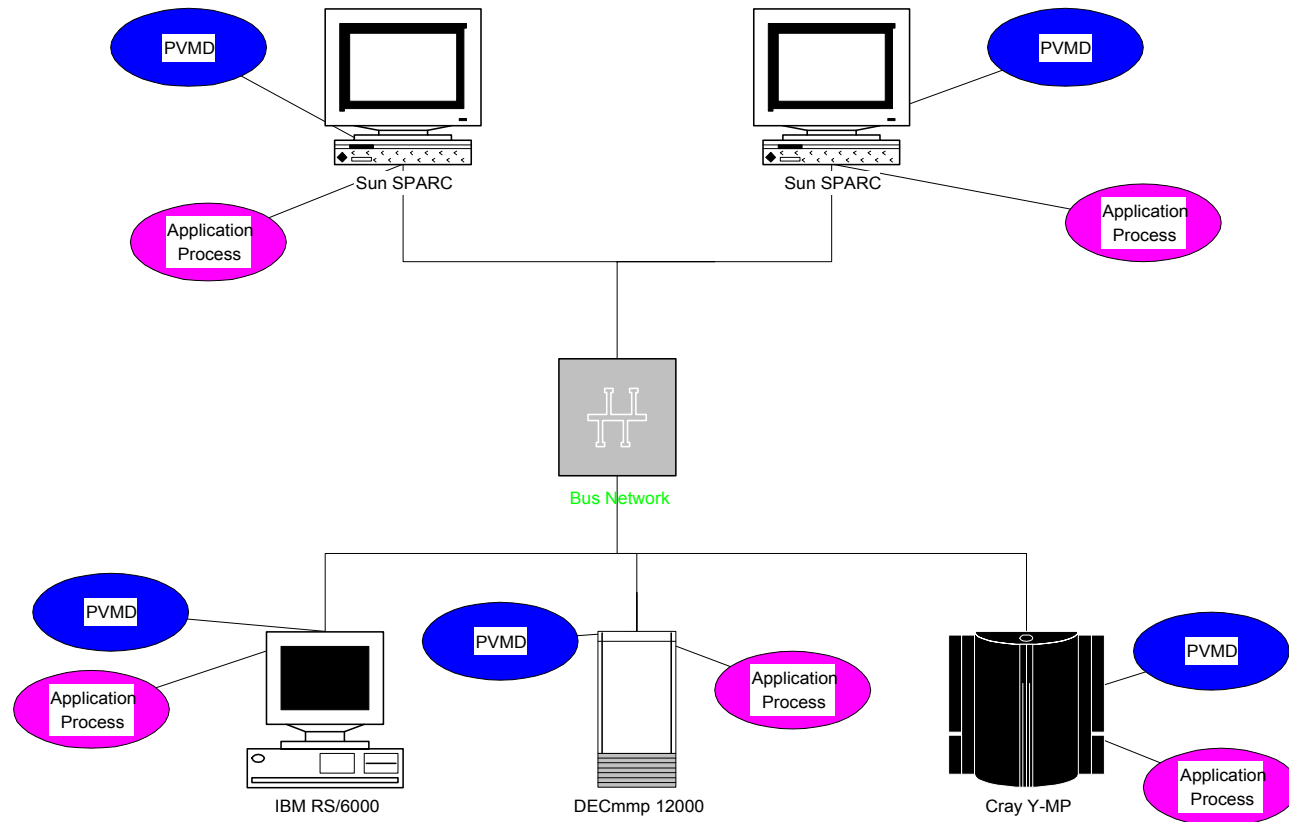 PVMD
PVMD
Sun SPARC
Sun SPARC
Application
Process
Application
Process
Bus Network
PVMD
PVMD
PVMD
Application
Process
Application
Process
Application
Process
IBM RS/6000
DECmmp 12000
Cray Y-MP